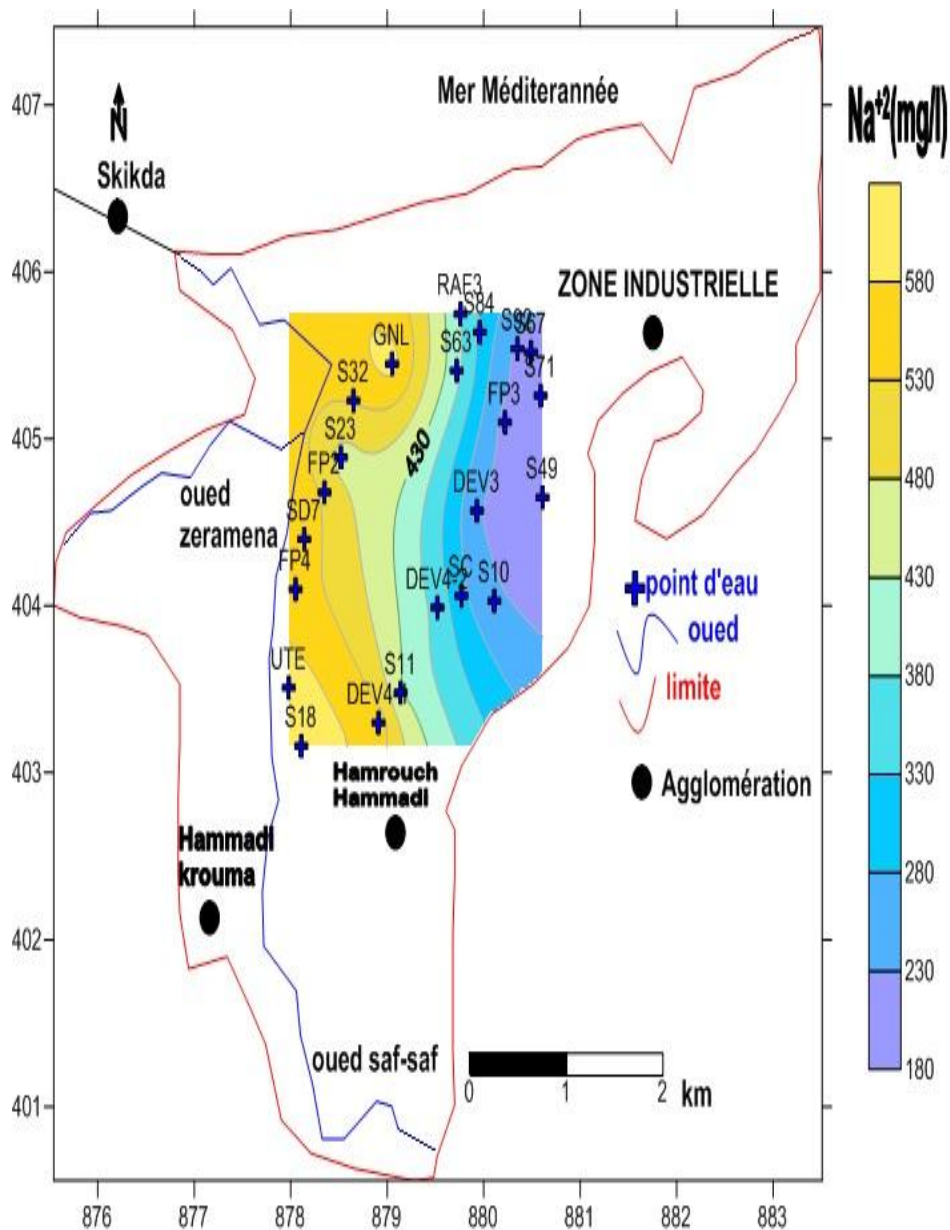 407
406
405
404
403
402
401
876
877
878
879
880
881
882
883
N
Skikda
Mer Méditerannée
ZONE INDUSTRIELLE
RAE3
S84
S67
GNL
S63
S71
S32
FP3
S23
430
FP2
S49
DEV3
SD7
oued
zeramena
FP4
SC
DEV4-2
S10
UTE
S11
DEV4-1
S18
Hamrouch
Hammadi
Hammadi
krouma
oued saf-saf
point d'eau
oued
limite
Agglomération
0
1
2
km
Na+2(mg/l)
580
530
480
430
380
330
280
230
180